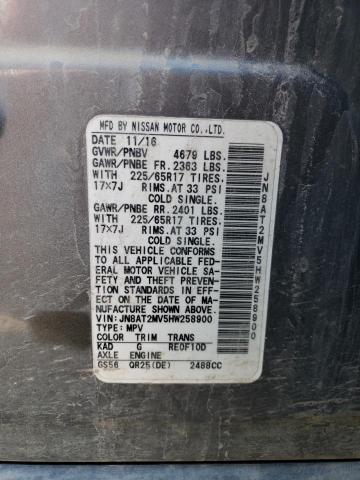 MFD BY NISSAN MOTOR CO.,LTD.
DATE 11/16
GVWR/PNBV 4679 LBS.
GAWR/PNBE FR. 2363 LBS.
WITH 225/65R17 TIRES.
17X7J RIMS.AT 33 PSI
COLD SINGLE.
GAWR/PNBE RR. 2401 LBS.
WITH 225/65R17 TIRES.
17X7J RIMS.AT 33 PSI
COLD SINGLE.
THIS VEHICLE CONFORMS
TO ALL APPLICABLE FED-
ERAL MOTOR VEHICLE SA-
FETY AND THEFT PREVENT-
ION STANDARDS IN EFF-
ECT ON THE DATE OF MA-
NUFACTURE SHOWN ABOVE.
VIN: JN8AT2MV5HW258900
TYPE: MPV
COLOR TRIM TRANS
KAD G RE0F10D
AXLE ENGINE
GS56 QR25(DE) 2488CC
JN8AT2MV5HW258900